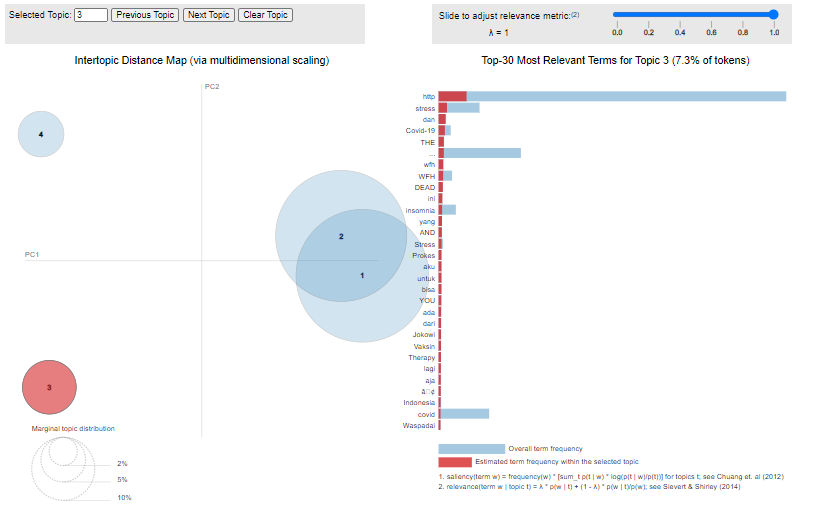 Selected Topic: 3 Previous Topic Next Topic Clear Topic
Slide to adjust relevance metric:(2)
λ = 1
0.0 0.2 0.4 0.6 0.8 1.0
Intertopic Distance Map (via multidimensional scaling)
PC2
PC1
4
2
1
3
Marginal topic distribution
2%
5%
10%
Top-30 Most Relevant Terms for Topic 3 (7.3% of tokens)
http
stress
dan
Covid-19
THE
...
wfh
WFH
DEAD
ini
insomnia
yang
AND
Stress
Prokes
aku
untuk
bisa
YOU
ada
dari
Jokowi
Vaksin
Therapy
lagi
aja
Indonesia
covid
Waspadai
Overall term frequency
Estimated term frequency within the selected topic
1. saliency(term w) = frequency(w) * [sum_t p(t | w) * log(p(t | w)/p(t))] for topics t; see Chuang et. al (2012)
2. relevance(term w | topic t) = λ * p(w | t) + (1 - λ) * p(w | t)/p(w); see Sievert & Shirley (2014)